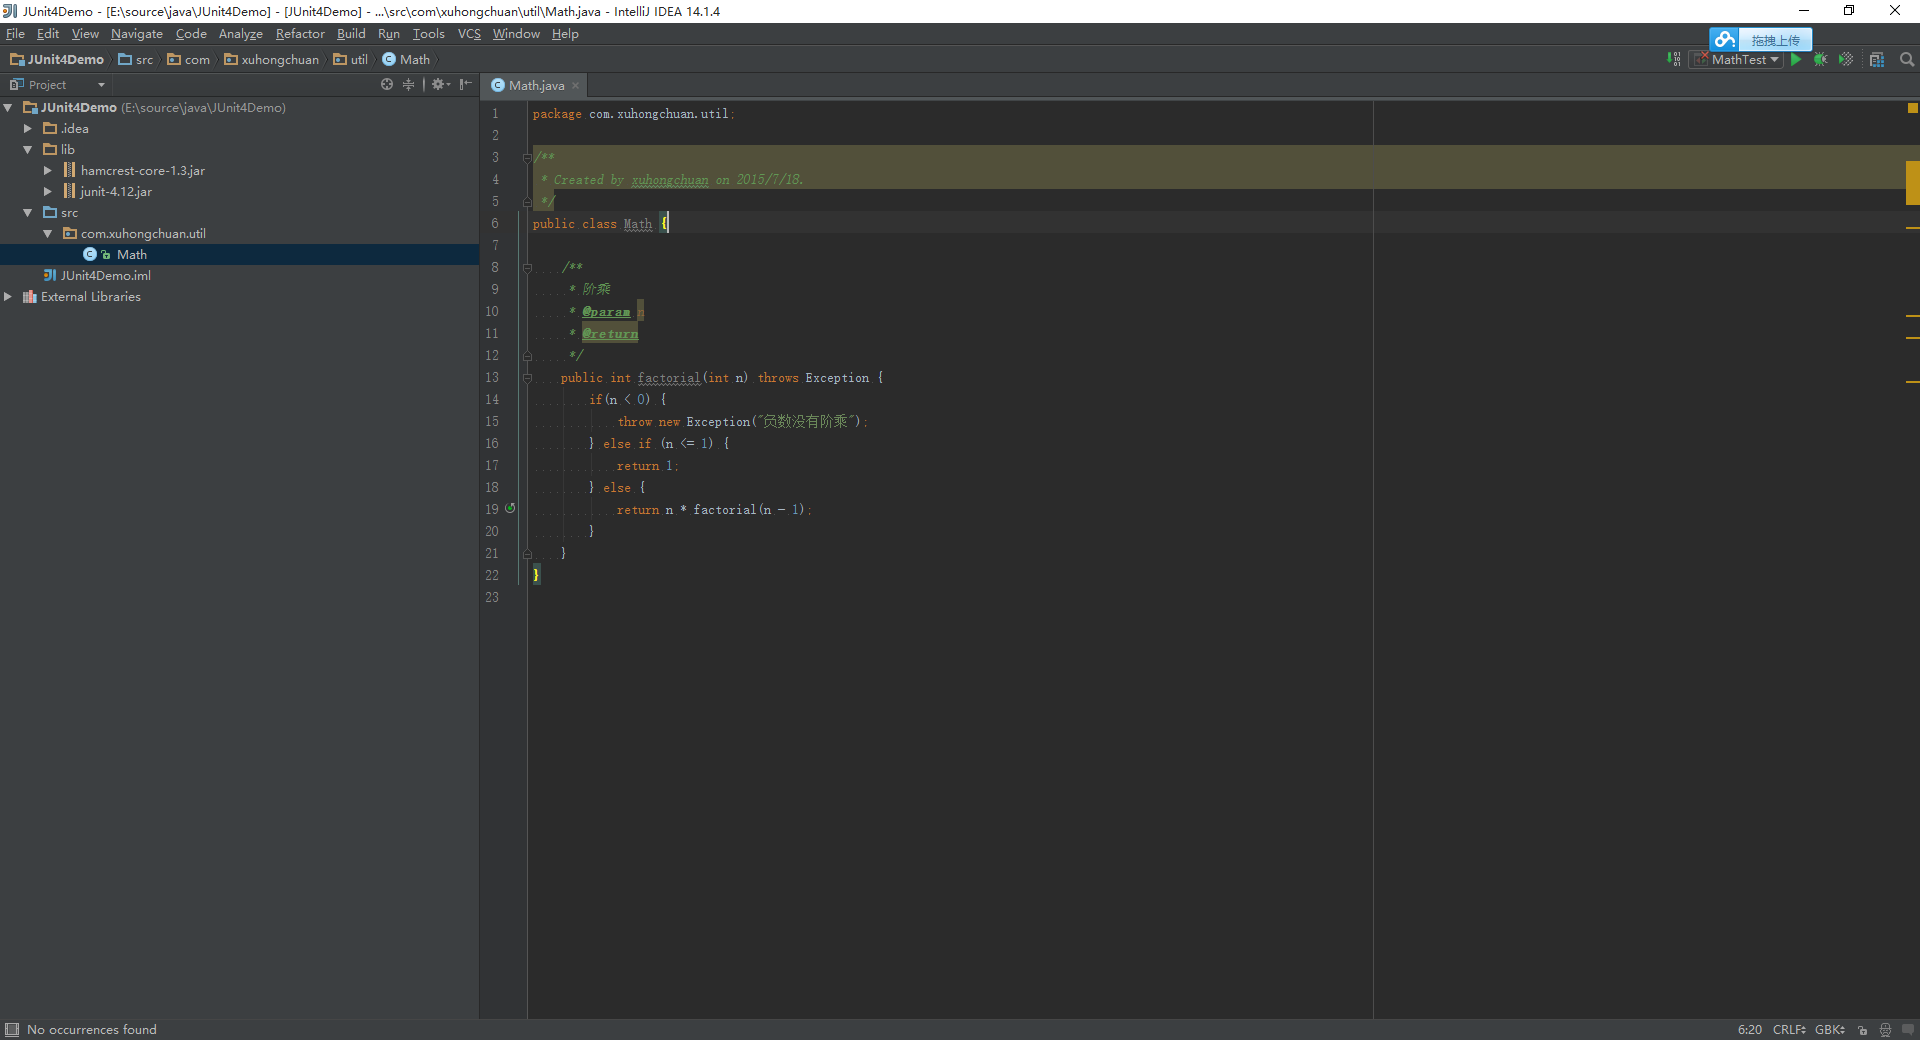 JUnit4Demo - [E:\source\java\JUnit4Demo] - [JUnit4Demo] - ...\src\com\xuhongchuan\util\Math.java - IntelliJ IDEA 14.1.4
File Edit View Navigate Code Analyze Refactor Build Run Tools VCS Window Help
拖拽上传
JUnit4Demo src com xuhongchuan util Math
MathTest
Project
Math.java
JUnit4Demo (E:\source\java\JUnit4Demo)
.idea
lib
hamcrest-core-1.3.jar
junit-4.12.jar
src
com.xuhongchuan.util
Math
JUnit4Demo.iml
External Libraries
1 package com.xuhongchuan.util;
2
3 /**
4 * Created by xuhongchuan on 2015/7/18.
5 */
6 public class Math {
7
8 /**
9 * 阶乘
10 * @param n
11 * @return
12 */
13 public int factorial(int n) throws Exception {
14 if(n < 0) {
15 throw new Exception("负数没有阶乘");
16 } else if (n <= 1) {
17 return 1;
18 } else {
19 return n * factorial(n - 1);
20 }
21 }
22 }
23
No occurrences found
6:20 CRLF GBK